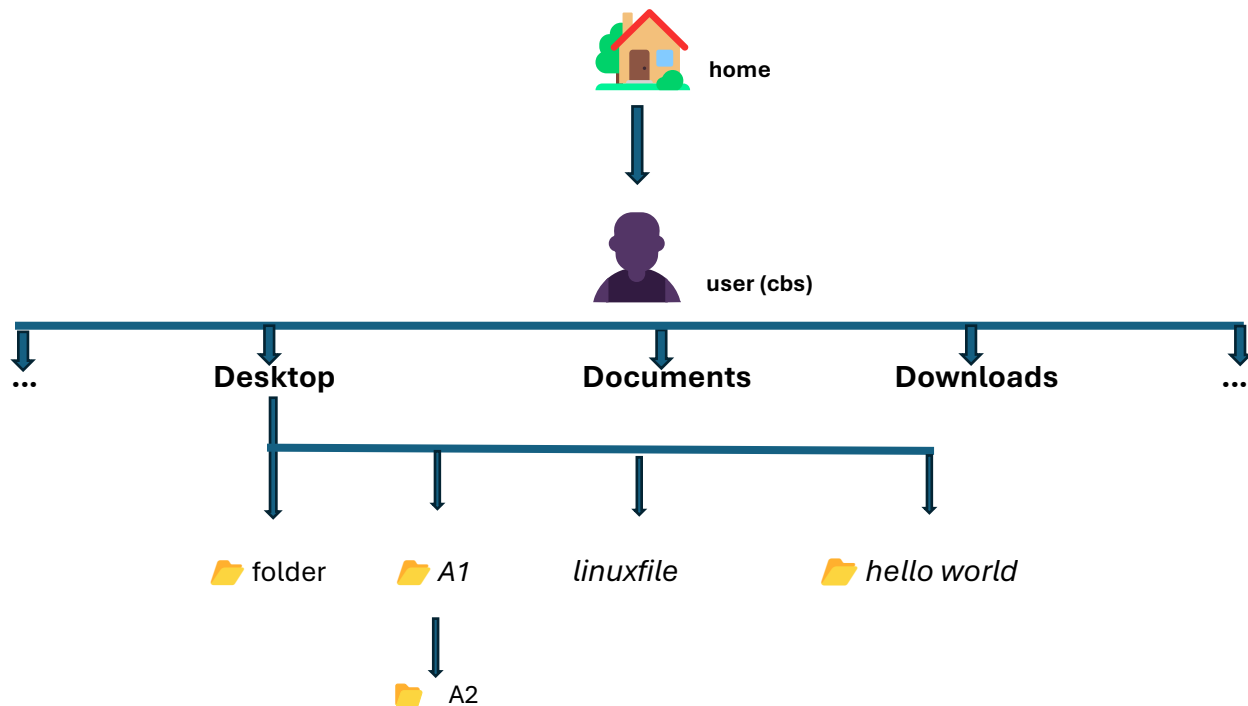 home
user (cbs)
... Desktop Documents Downloads ...
folder A1 linuxfile hello world
A2